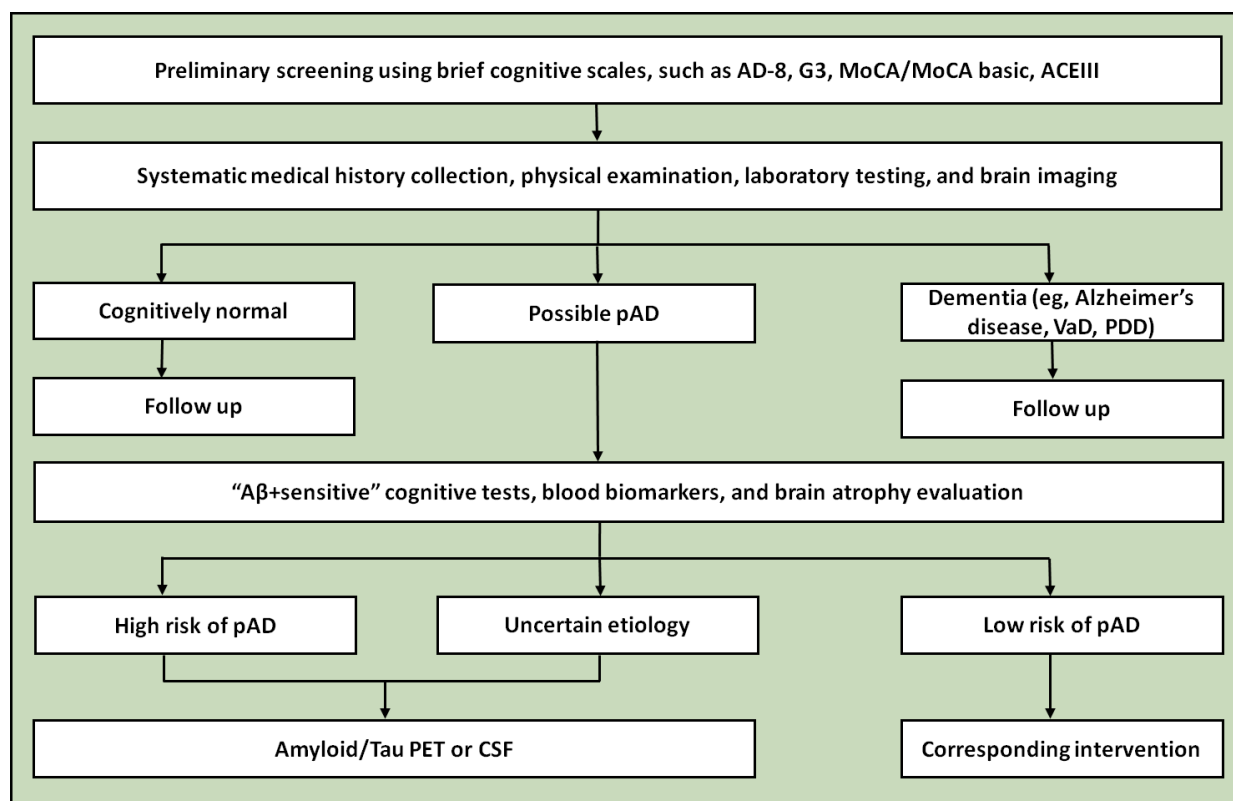 Preliminary screening using brief cognitive scales, such as AD-8, G3, MoCA/MoCA basic, ACEIII
Systematic medical history collection, physical examination, laboratory testing, and brain imaging
Cognitively normal
Possible pAD
Dementia (eg, Alzheimer’s
disease, VaD, PDD)
Follow up
Follow up
“Aβ+sensitive” cognitive tests, blood biomarkers, and brain atrophy evaluation
High risk of pAD
Uncertain etiology
Low risk of pAD
Amyloid/Tau PET or CSF
Corresponding intervention